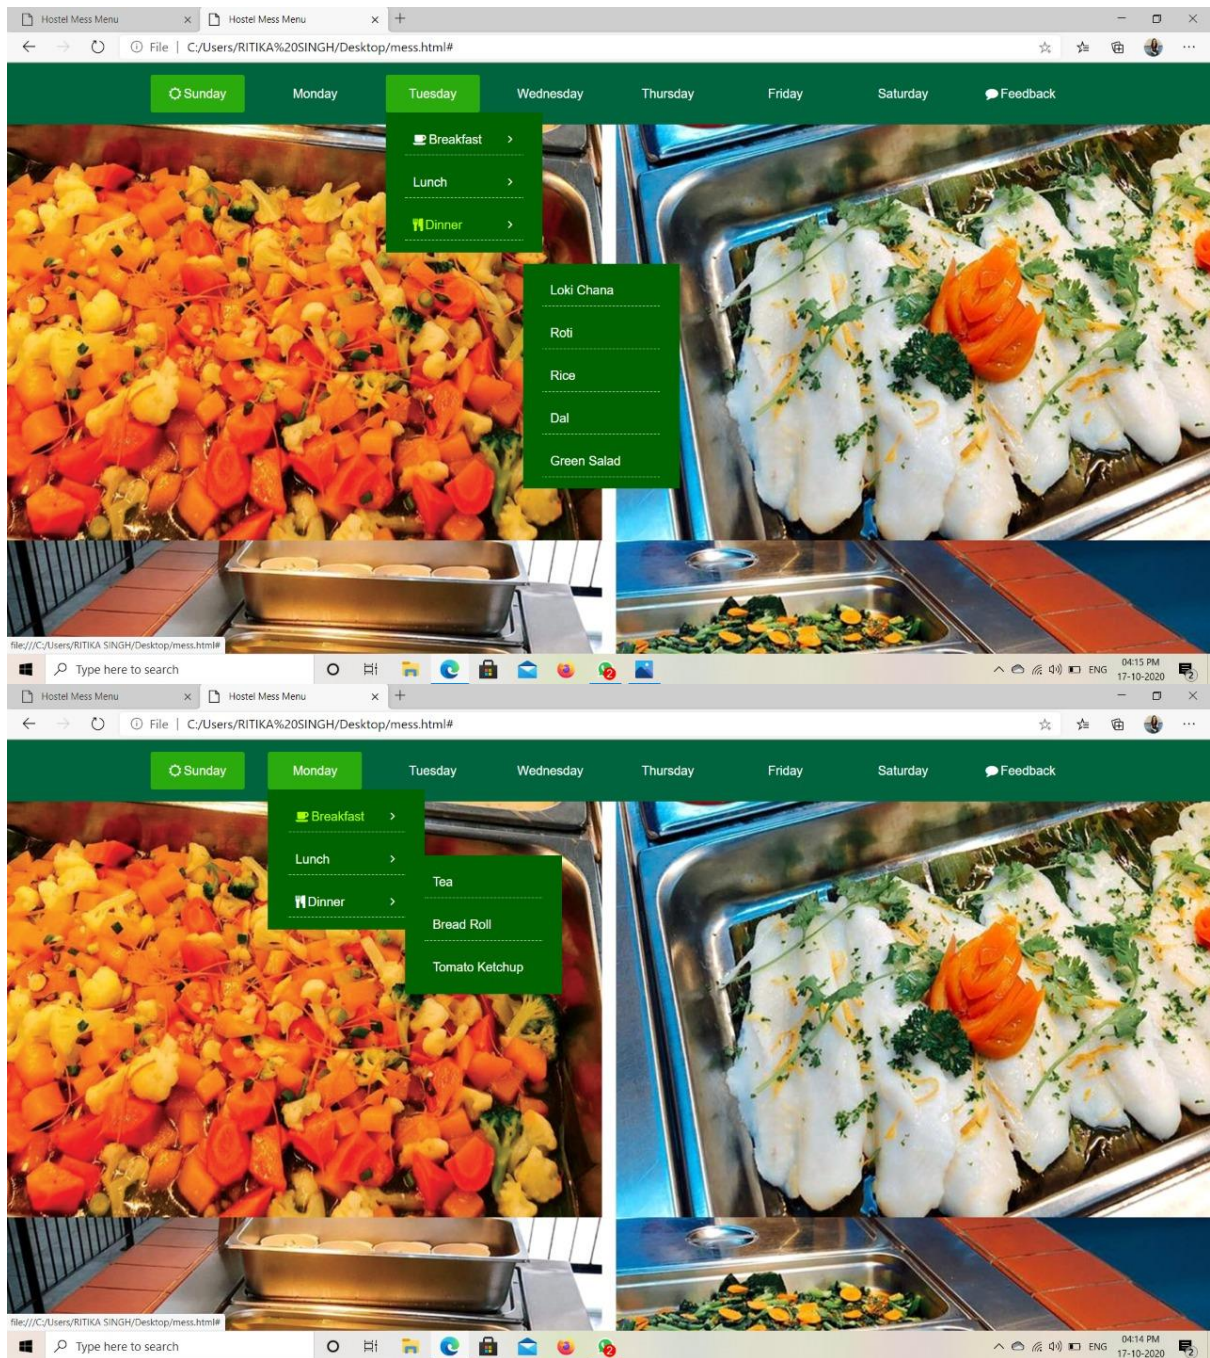 Hostel Mess Menu Hostel Mess Menu
File | C:/Users/RITIKA%20SINGH/Desktop/mess.html#
Sunday Monday Tuesday Wednesday Thursday Friday Saturday Feedback
Breakfast
Lunch
Dinner
Loki Chana
Roti
Rice
Dal
Green Salad
file:///C:/Users/RITIKA SINGH/Desktop/mess.html#
Type here to search 2 ENG 04:15 PM
17-10-2020 2
Hostel Mess Menu Hostel Mess Menu
File | C:/Users/RITIKA%20SINGH/Desktop/mess.html#
Sunday Monday Tuesday Wednesday Thursday Friday Saturday Feedback
Breakfast
Lunch
Tea
Dinner
Bread Roll
Tomato Ketchup
file:///C:/Users/RITIKA SINGH/Desktop/mess.html#
Type here to search 2 ENG 04:14 PM
17-10-2020 2